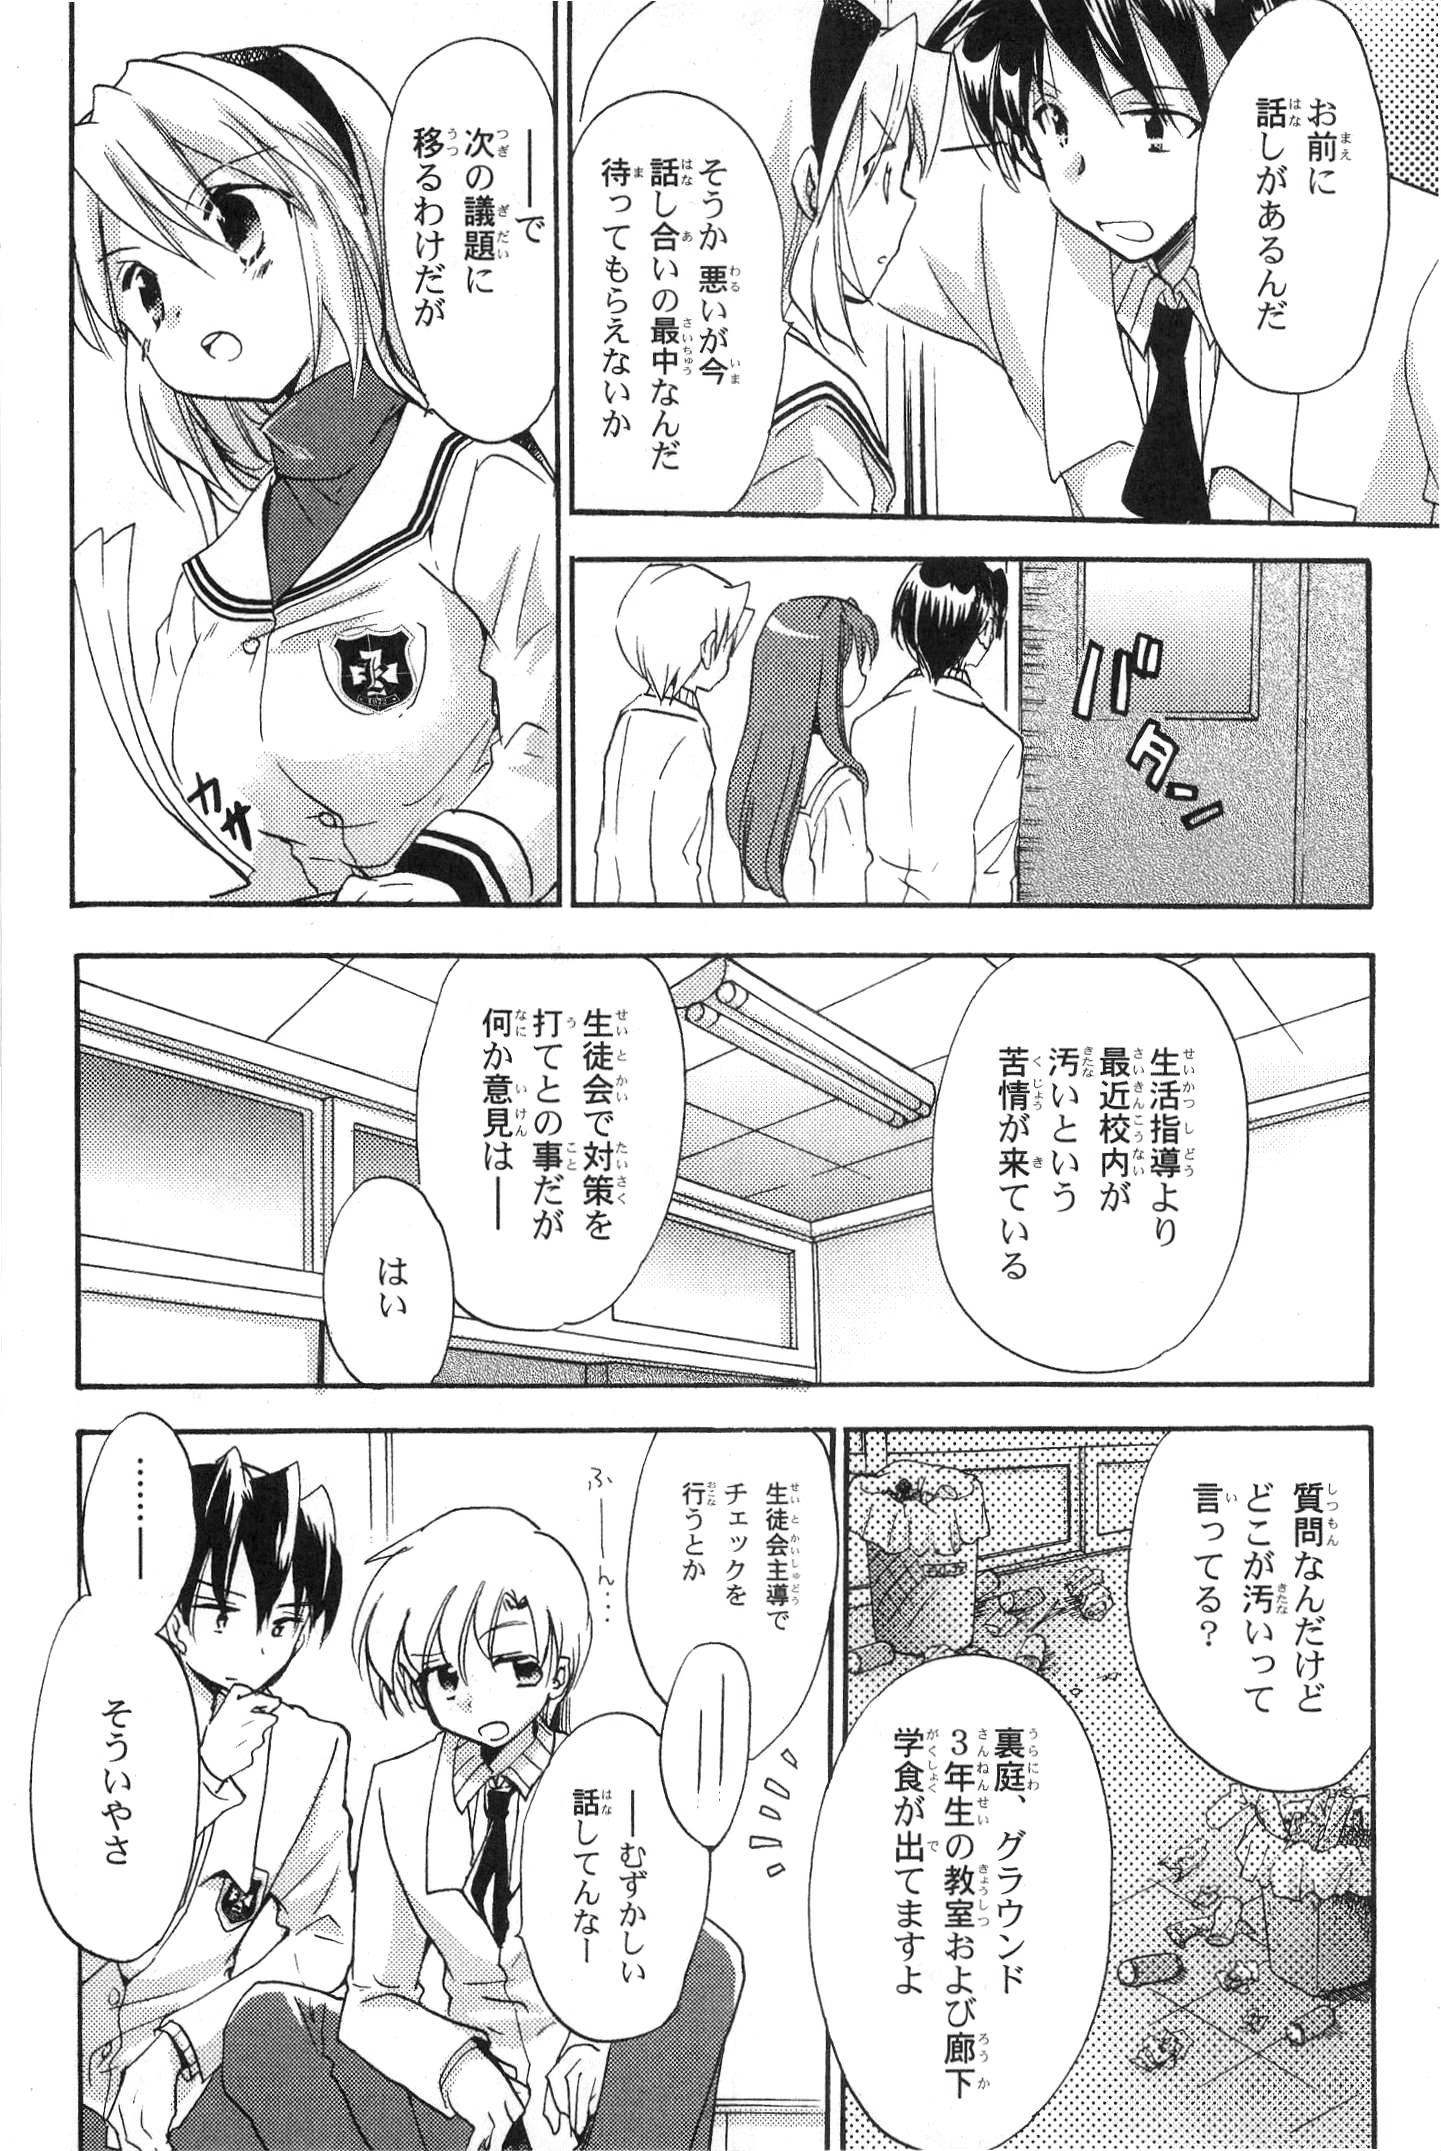 お前に
話しがあるんだ
そうか 悪いが今
話し合いの最中なんだ
待ってもらえないか
バタン
──で
次の議題に
移るわけだが
カサ
生活指導より
最近校内が
汚いという
苦情が来ている
生徒会で対策を
打てとの事だが
何か意見は──
はい
質問なんだけど
どこが汚いって
言ってる？
裏庭、グラウンド
３年生の教室および廊下
学食が出てますよ
生徒会主導で
チェックを
行うとか
ふーん…
──むずかしい
話してんなー
……──
そういやさ